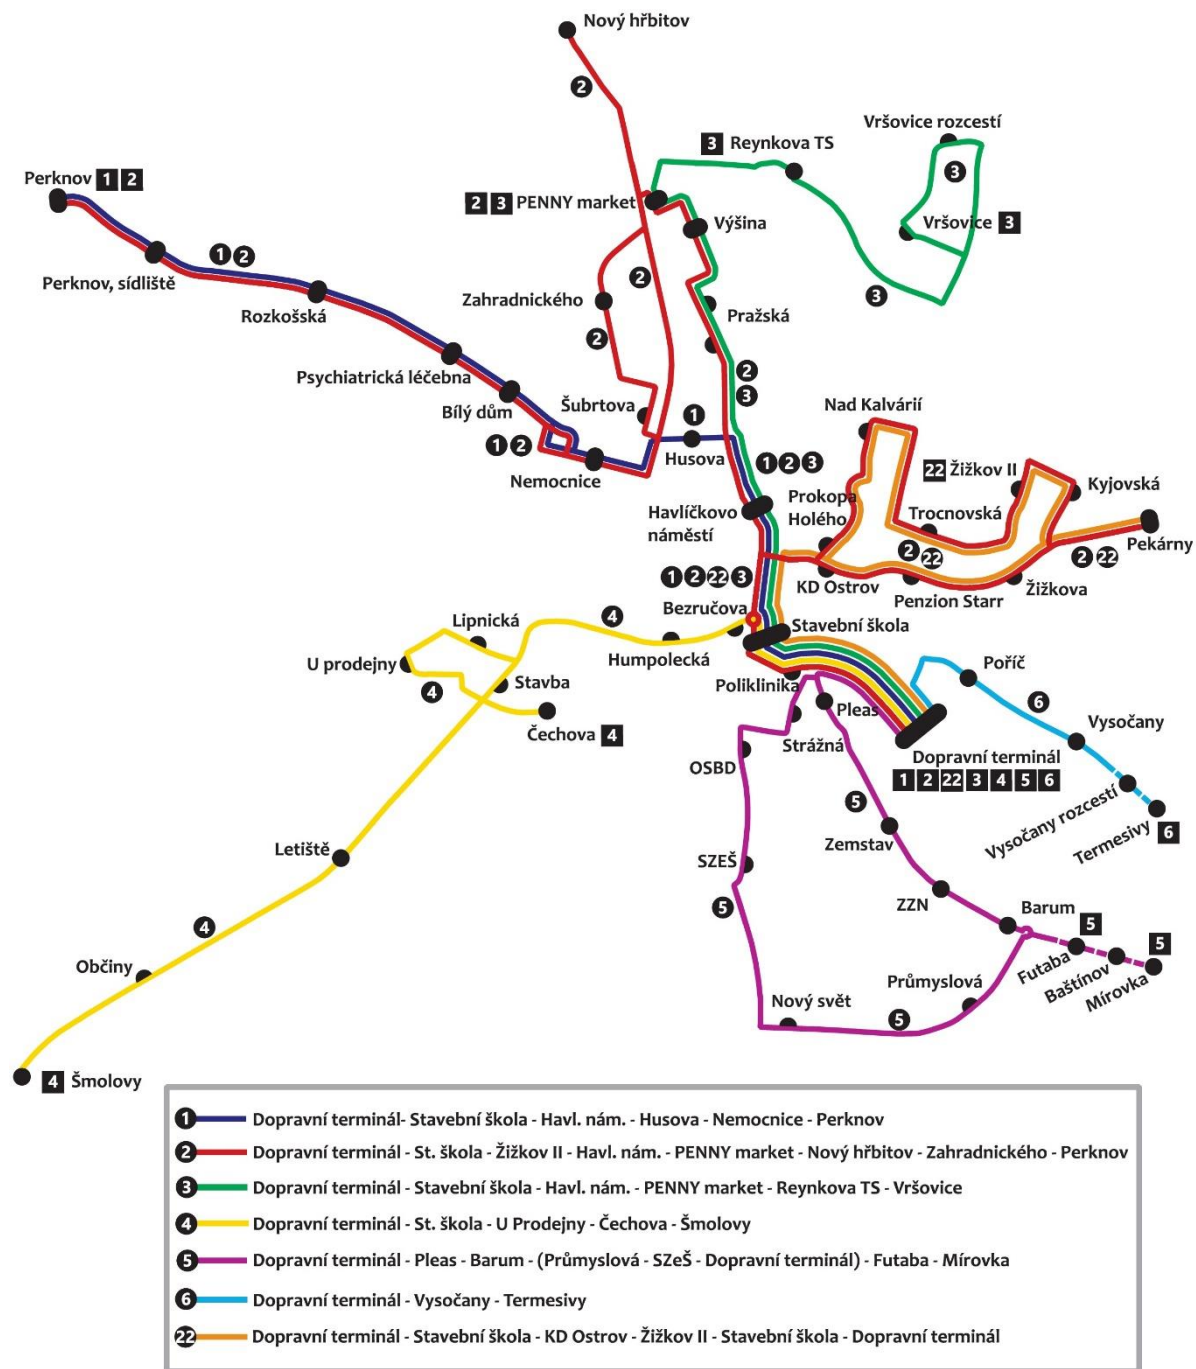 Nový hřbitov
2
Vršovice rozcestí
3 Reynkova TS
3
Perknov 1 2
2 3 PENNY market
Výšina
Vršovice 3
1 2
Perknov, sídliště
2
Zahradnického
3
Rozkošská
Pražská
2
Psychiatrická léčebna
2
3
Bílý dům
Šubrtova
1
Nad Kalvárií
1 2
Husova
1 2 3
22 Žižkov II
Kyjovská
Nemocnice
Prokopa
Holého
Havlíčkovo
náměstí
Trocnovská
Pekárny
2
22
2 22
1 2 22 3
KD Ostrov
Penzion Starr
Žižkova
Bezručova
4
Lipnická
Stavební škola
U prodejny
Humpolecká
Poříč
4
Stavba
Poliklinika
6
Čechova 4
Pleas
Vysočany
Strážná
OSBD
Dopravní terminál
1 2 22 3 4 5 6
5
Vysočany rozcestí
Termesivy
6
Letiště
Zemstav
SZEŠ
5
ZZN
Barum
5
4
5
Občiny
Futaba
Baštínov
Mírovka
Průmyslová
Nový svět
5
4 Šmolovy
1 Dopravní terminál- Stavební škola - Havl. nám. - Husova - Nemocnice - Perknov
2 Dopravní terminál - St. škola - Žižkov II - Havl. nám. - PENNY market - Nový hřbitov - Zahradnického - Perknov
3 Dopravní terminál - Stavební škola - Havl. nám. - PENNY market - Reynkova TS - Vršovice
4 Dopravní terminál - St. škola - U Prodejny - Čechova - Šmolovy
5 Dopravní terminál - Pleas - Barum - (Průmyslová - SZeŠ - Dopravní terminál) - Futaba - Mírovka
6 Dopravní terminál - Vysočany - Termesivy
22 Dopravní terminál - Stavební škola - KD Ostrov - Žižkov II - Stavební škola - Dopravní terminál